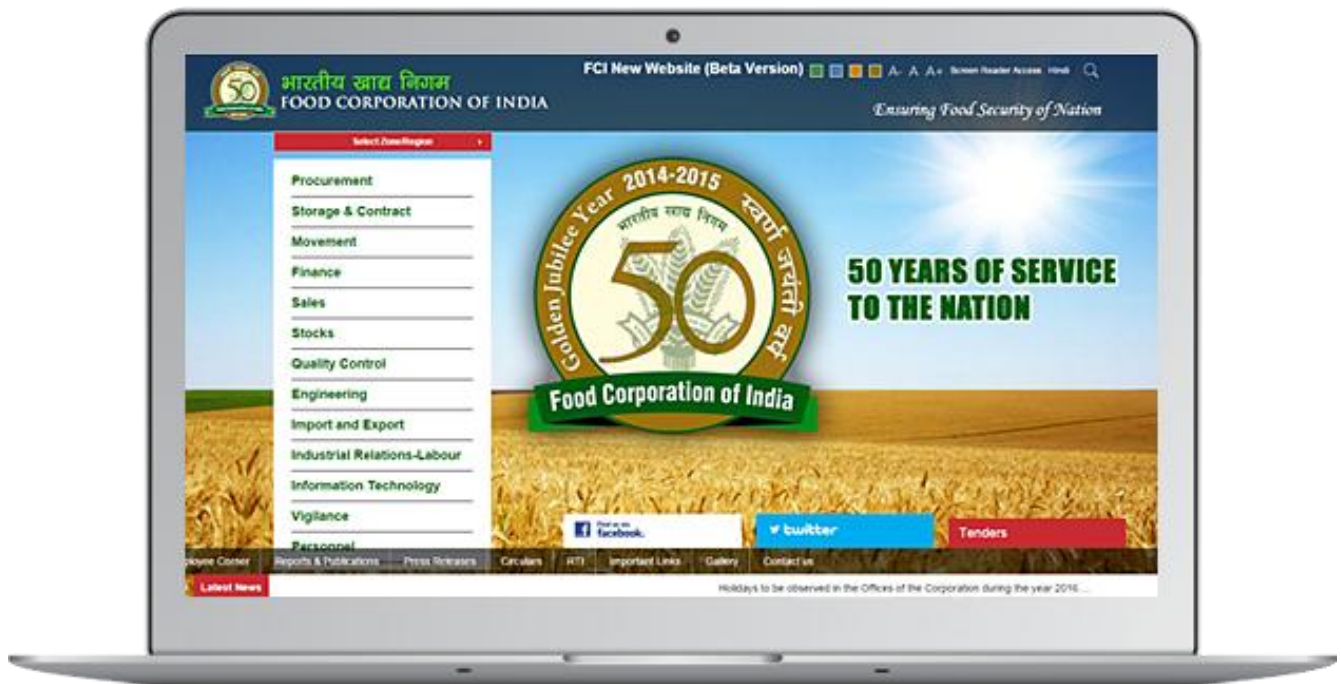 50
भारतीय खाद्य निगम
FOOD CORPORATION OF INDIA
FCI New Website (Beta Version)
A- A A+ Screen Reader Access Hindi
Ensuring Food Security of Nation
Select Zone/Region
Procurement
Storage & Contract
Movement
Finance
Sales
Stocks
Quality Control
Engineering
Import and Export
Industrial Relations-Labour
Information Technology
Vigilance
Personnel
Golden Jubilee Year 2014-2015 स्वर्ण जयंती वर्ष
भारतीय खाद्य निगम
50
Food Corporation of India
50 YEARS OF SERVICE
TO THE NATION
Find us on
facebook.
twitter
Tenders
ployee Corner Reports & Publications Press Releases Circulars RTI Important Links Gallery Contact us
Latest News
Holidays to be observed in the Offices of the Corporation during the year 2016 ...